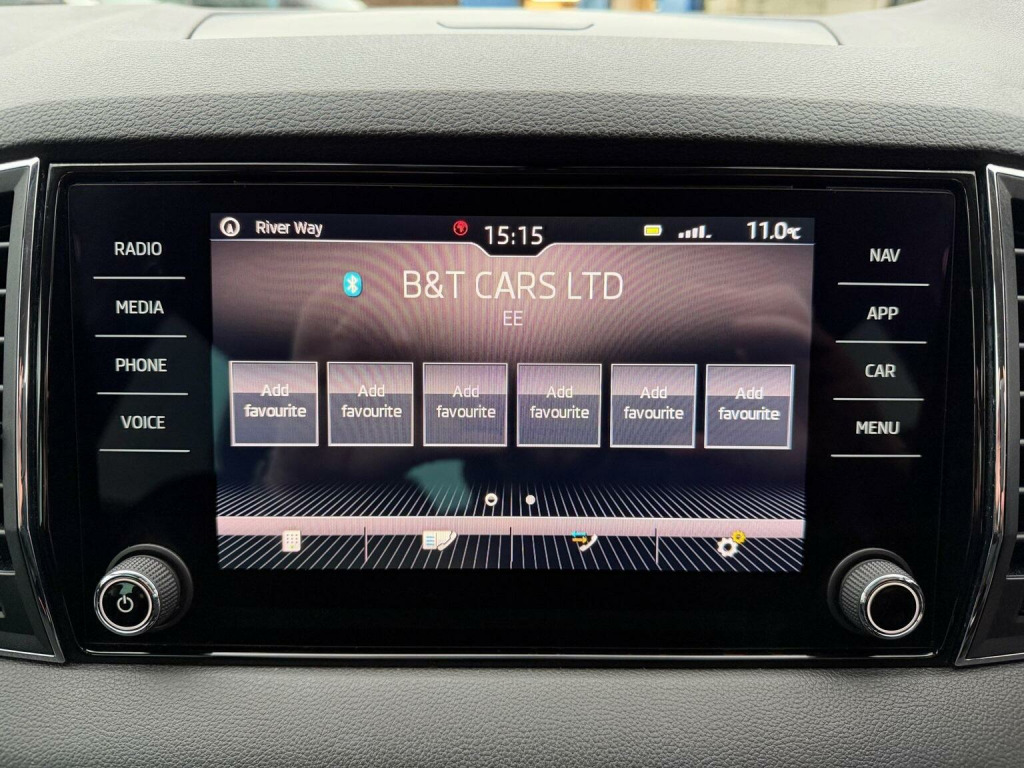 River Way
15:15
11.0°C
RADIO
MEDIA
PHONE
VOICE
B&T CARS LTD
EE
Add
favourite
Add
favourite
Add
favourite
Add
favourite
Add
favourite
Add
favourite
NAV
APP
CAR
MENU